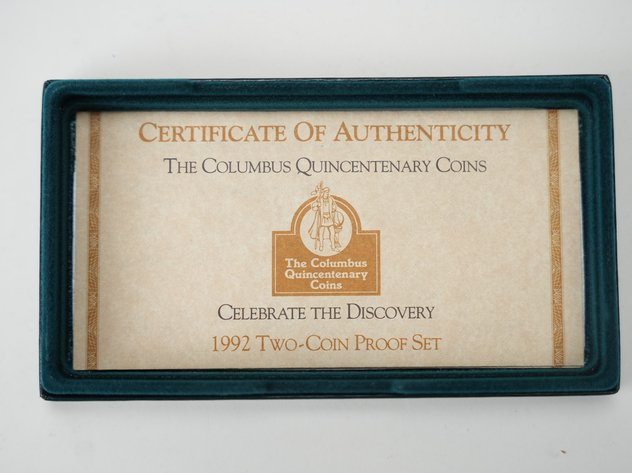 CERTIFICATE OF AUTHENTICITY
THE COLUMBUS QUINCENTENARY COINS
The Columbus
Quincentenary
Coins
CELEBRATE THE DISCOVERY
1992 TWO-COIN PROOF SET